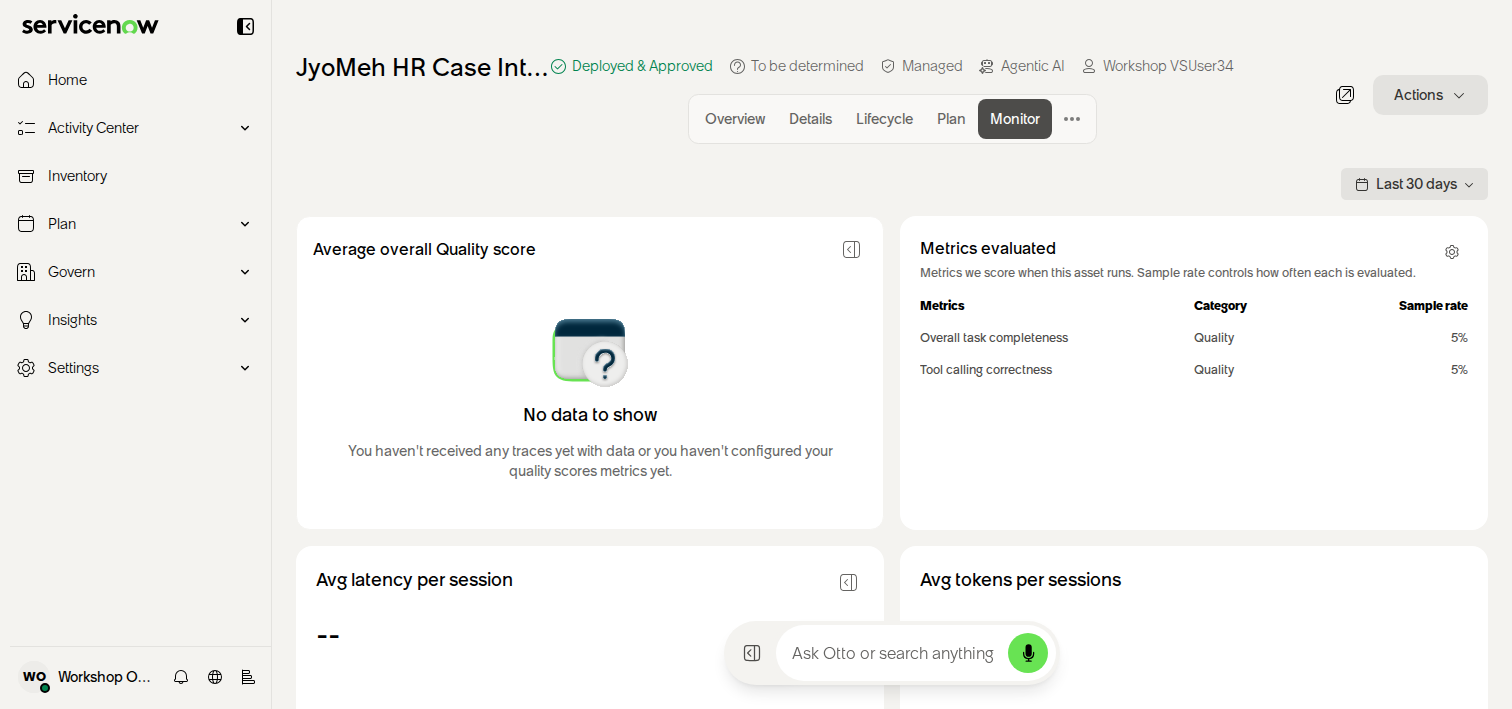 servicenow
Home
Activity Center
Inventory
Plan
Govern
Insights
Settings
WO
Workshop O...
JyoMeh HR Case Int...
Deployed & Approved
To be determined
Managed
Agentic AI
Workshop VSUser34
Actions
Overview
Details
Lifecycle
Plan
Monitor
Last 30 days
Average overall Quality score
No data to show
You haven't received any traces yet with data or you haven't configured your
quality scores metrics yet.
Metrics evaluated
Metrics we score when this asset runs. Sample rate controls how often each is evaluated.
Metrics Category Sample rate
Overall task completeness Quality 5%
Tool calling correctness Quality 5%
Avg latency per session
--
Avg tokens per sessions
Ask Otto or search anything